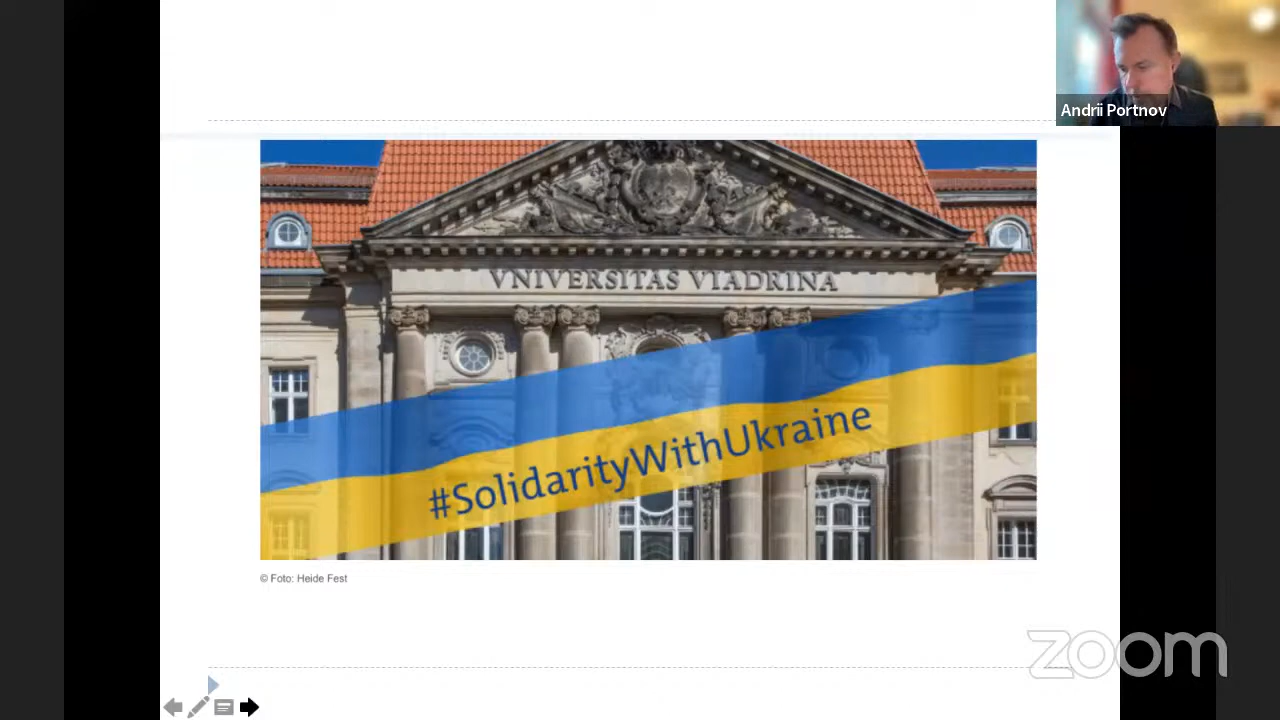 Andrii Portnov
VNIVERSITAS VIADRINA
#SolidarityWithUkraine
© Foto: Heide Fest
zoom